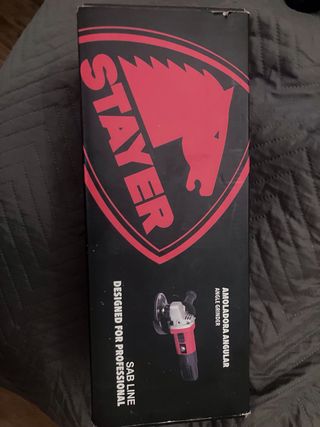 STAYER
AMOLADORA ANGULAR
ANGLE GRINDER
SAB LINE
DESIGNED FOR PROFESSIONAL